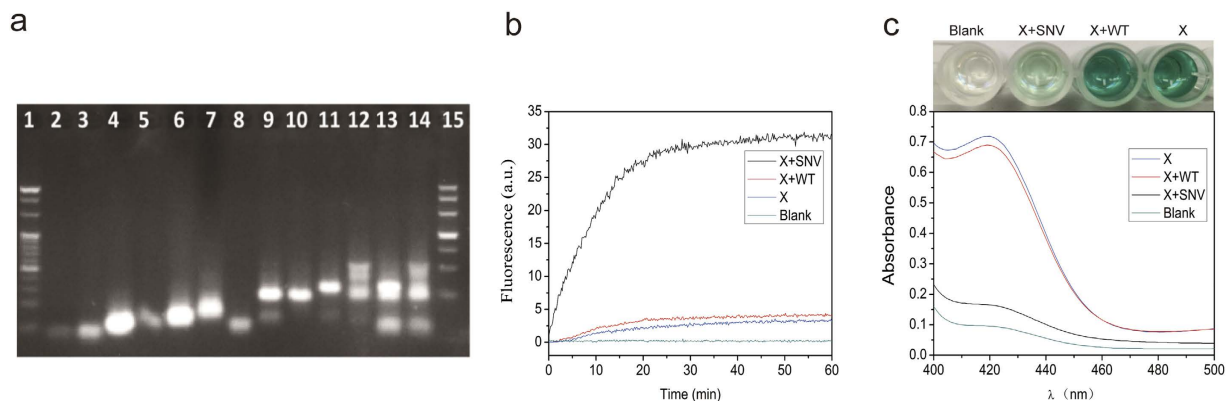 a
1 2 3 4 5 6 7 8 9 10 11 12 13 14 15
b
35
30
25
20
15
10
5
0
Fluorescence (a.u.)
X+SNV
X+WT
X
Blank
0 10 20 30 40 50 60
Time (min)
c
Blank X+SNV X+WT X
0.8
0.7
0.6
0.5
0.4
0.3
0.2
0.1
0.0
Absorbance
X
X+WT
X+SNV
Blank
400 420 440 460 480 500
λ (nm)